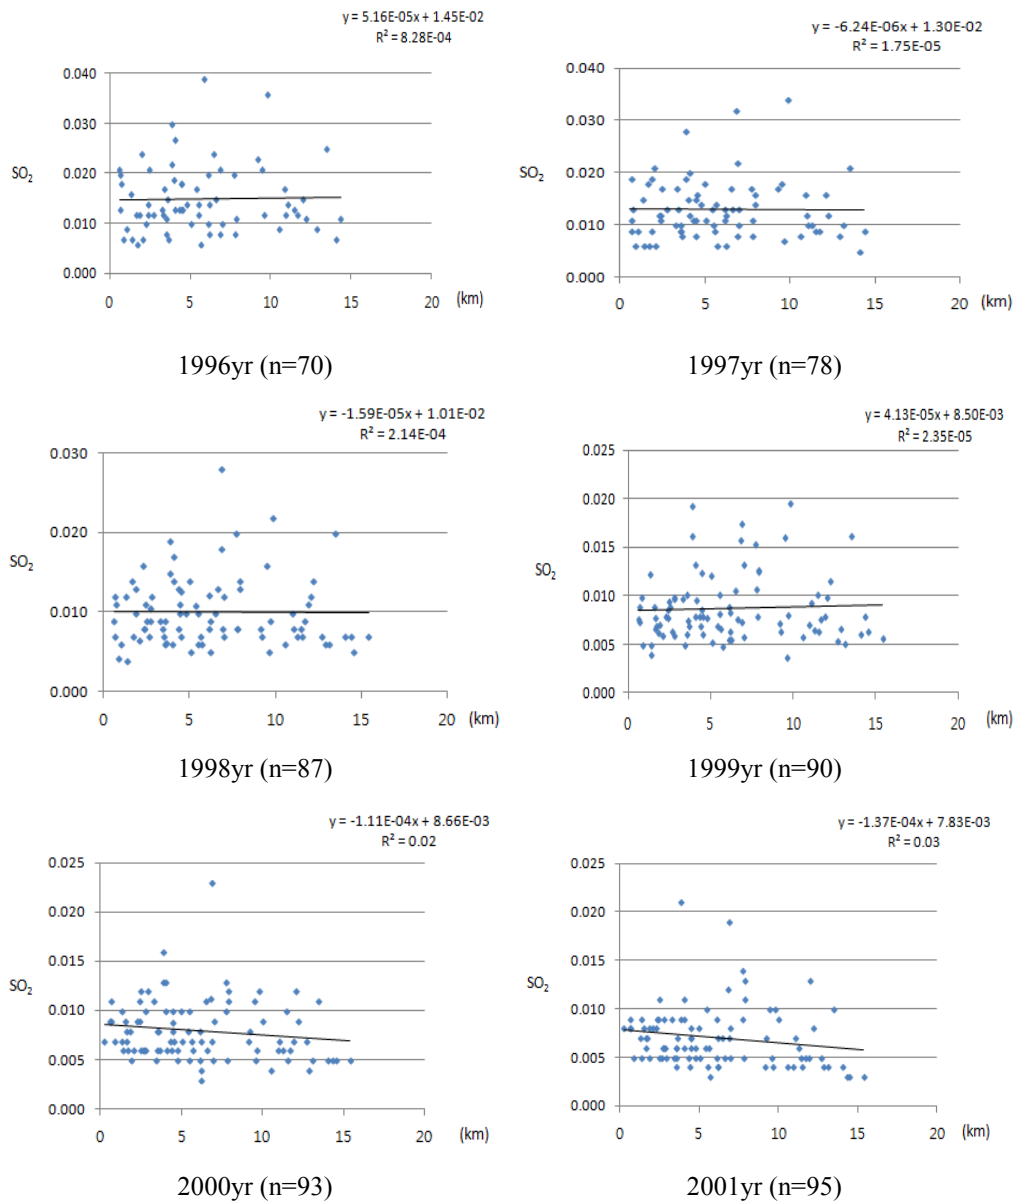 y = 5.16E-05x + 1.45E-02
R² = 8.28E-04
0.040
0.030
SO₂
0.020
0.010
0.000
0 5 10 15 20 (km)
1996yr (n=70)
y = -6.24E-06x + 1.30E-02
R² = 1.75E-05
0.040
0.030
SO₂
0.020
0.010
0.000
0 5 10 15 20 (km)
1997yr (n=78)
y = -1.59E-05x + 1.01E-02
R² = 2.14E-04
0.030
0.020
SO₂
0.010
0.000
0 5 10 15 20 (km)
1998yr (n=87)
y = 4.13E-05x + 8.50E-03
R² = 2.35E-05
0.025
0.020
0.015
SO₂
0.010
0.005
0.000
0 5 10 15 20 (km)
1999yr (n=90)
y = -1.11E-04x + 8.66E-03
R² = 0.02
0.025
0.020
0.015
SO₂
0.010
0.005
0.000
0 5 10 15 20 (km)
2000yr (n=93)
y = -1.37E-04x + 7.83E-03
R² = 0.03
0.025
0.020
0.015
SO₂
0.010
0.005
0.000
0 5 10 15 20 (km)
2001yr (n=95)